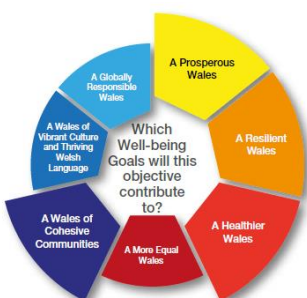 A Prosperous
Wales
A Resilient
Wales
A Healthier
Wales
A More Equal
Wales
A Wales of
Cohesive
Communities
A Wales of
Vibrant Culture
and Thriving
Welsh
Language
A Globally
Responsible
Wales
Which
Well-being
Goals will this
objective
contribute
to?